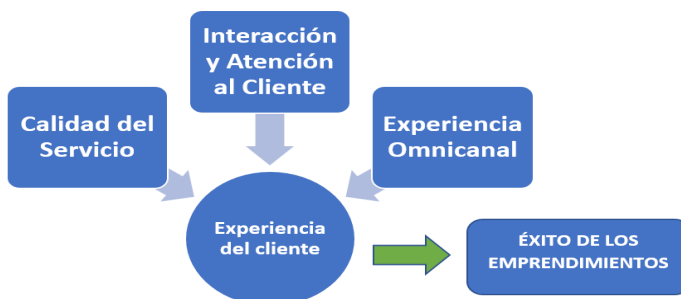 Interacción
y Atención
al Cliente
Calidad del
Servicio
Experiencia
Omnicanal
Experiencia
del cliente
ÉXITO DE LOS
EMPRENDIMIENTOS